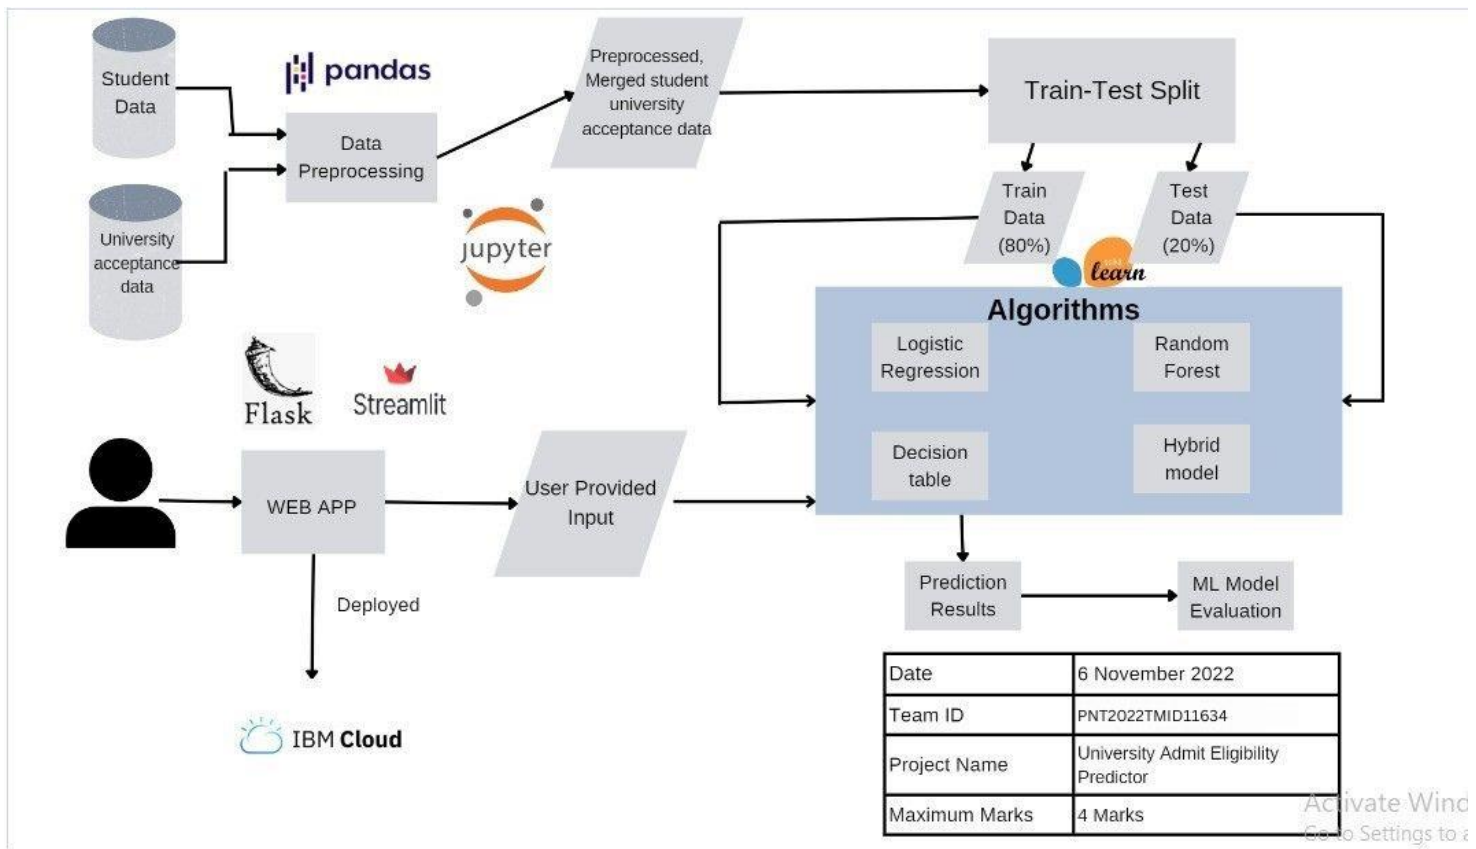 Student
Data
pandas
Data
Preprocessing
Preprocessed,
Merged student
university
acceptance data
Train-Test Split
University
acceptance
data
jupyter
Train
Data
(80%)
Test
Data
(20%)
learn
Algorithms
Logistic
Regression
Random
Forest
Decision
table
Hybrid
model
Flask
Streamlit
WEB APP
User Provided
Input
Deployed
IBM Cloud
Prediction
Results
ML Model
Evaluation
Date 6 November 2022
Team ID PNT2022TMID11634
Project Name University Admit Eligibility
Predictor
Maximum Marks 4 Marks
Activate Wind
Go to Settings to a